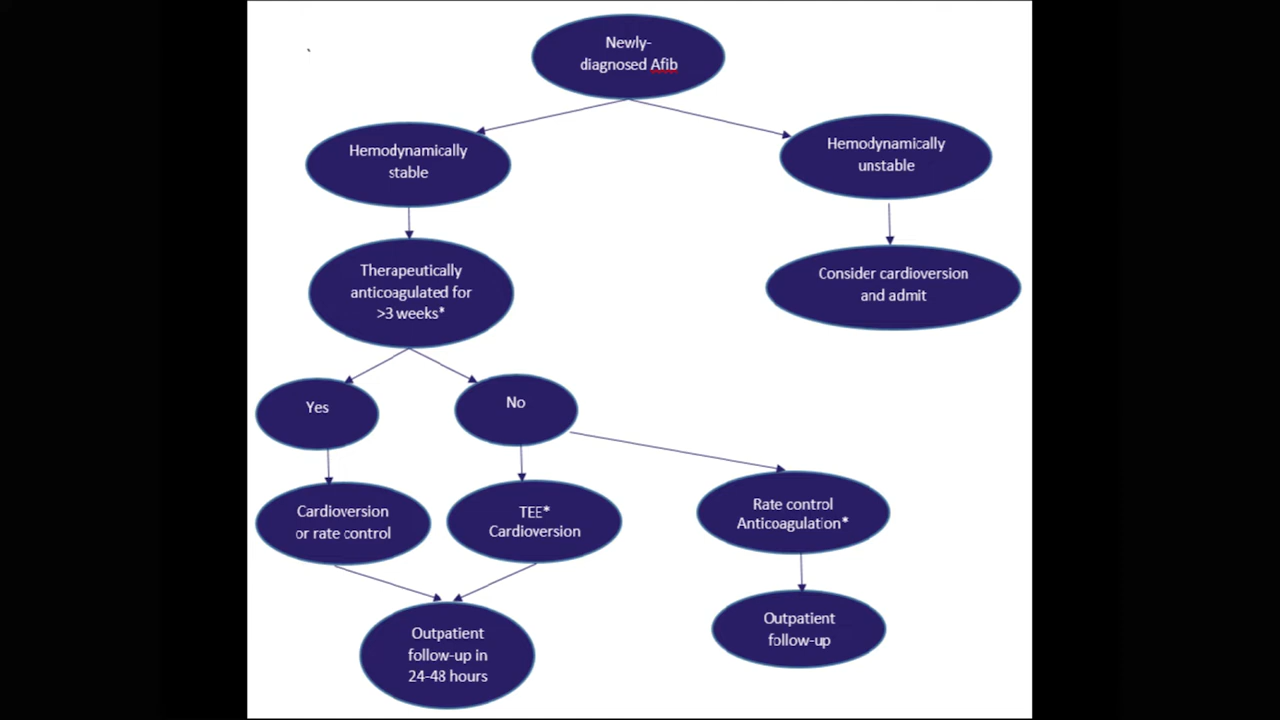 Newly-
diagnosed Afib
Hemodynamically
stable
Hemodynamically
unstable
Therapeutically
anticoagulated for
>3 weeks*
Consider cardioversion
and admit
Yes
No
Cardioversion
or rate control
TEE*
Cardioversion
Rate control
Anticoagulation*
Outpatient
follow-up in
24-48 hours
Outpatient
follow-up